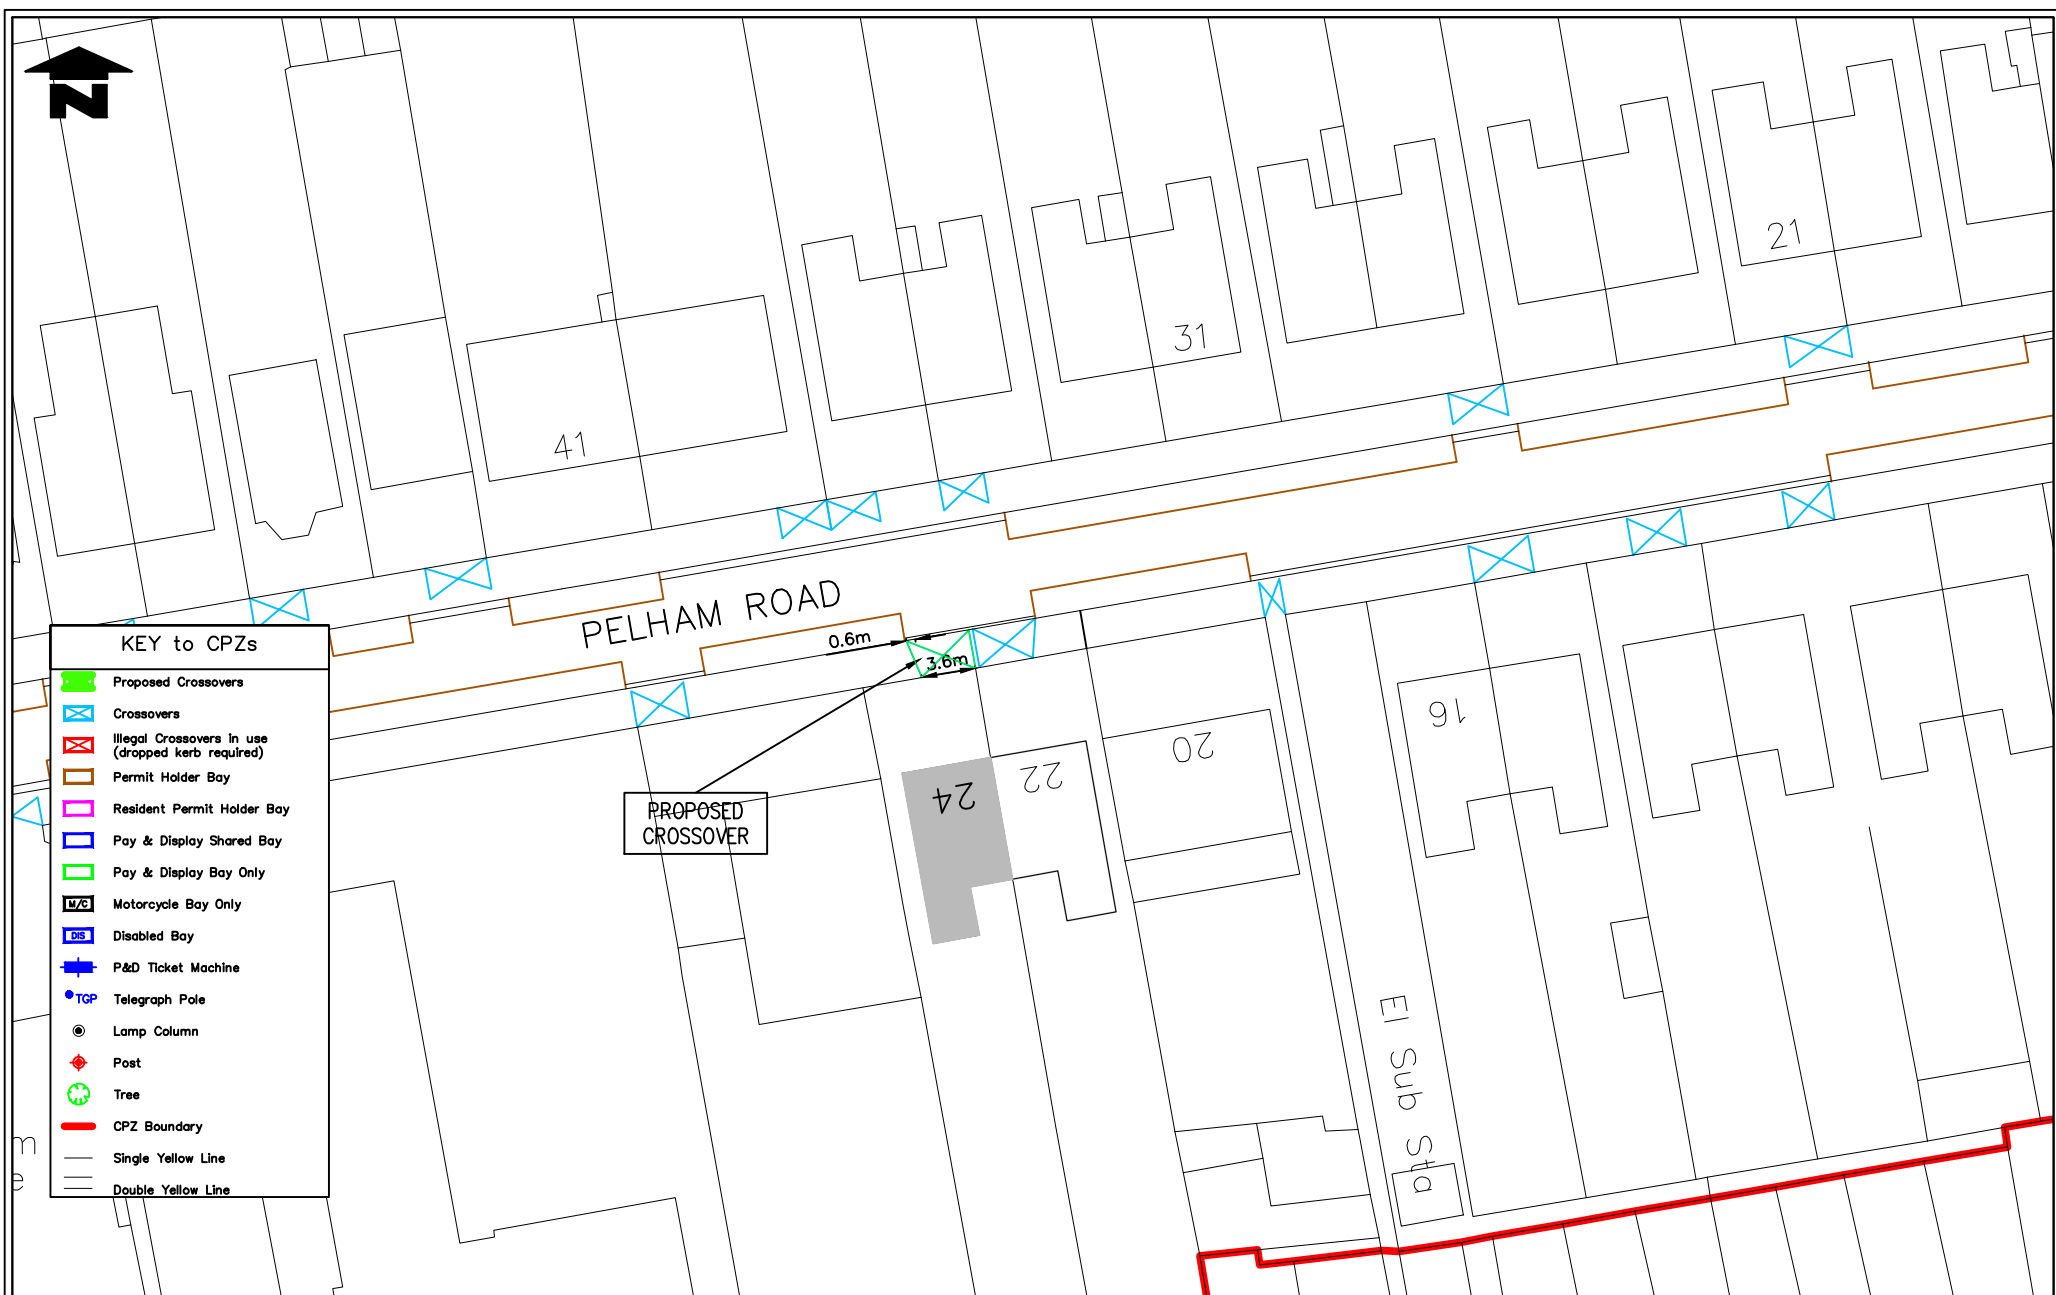 N
21
31
41
PELHAM ROAD
0.6m
3.6m
16
20
22
24
PROPOSED
CROSSOVER
El Sub Sta
m
e
KEY to CPZs
Proposed Crossovers
Crossovers
Illegal Crossovers in use
(dropped kerb required)
Permit Holder Bay
Resident Permit Holder Bay
Pay & Display Shared Bay
Pay & Display Bay Only
M/C Motorcycle Bay Only
DIS Disabled Bay
P&D Ticket Machine
TGP Telegraph Pole
Lamp Column
Post
Tree
CPZ Boundary
Single Yellow Line
Double Yellow Line